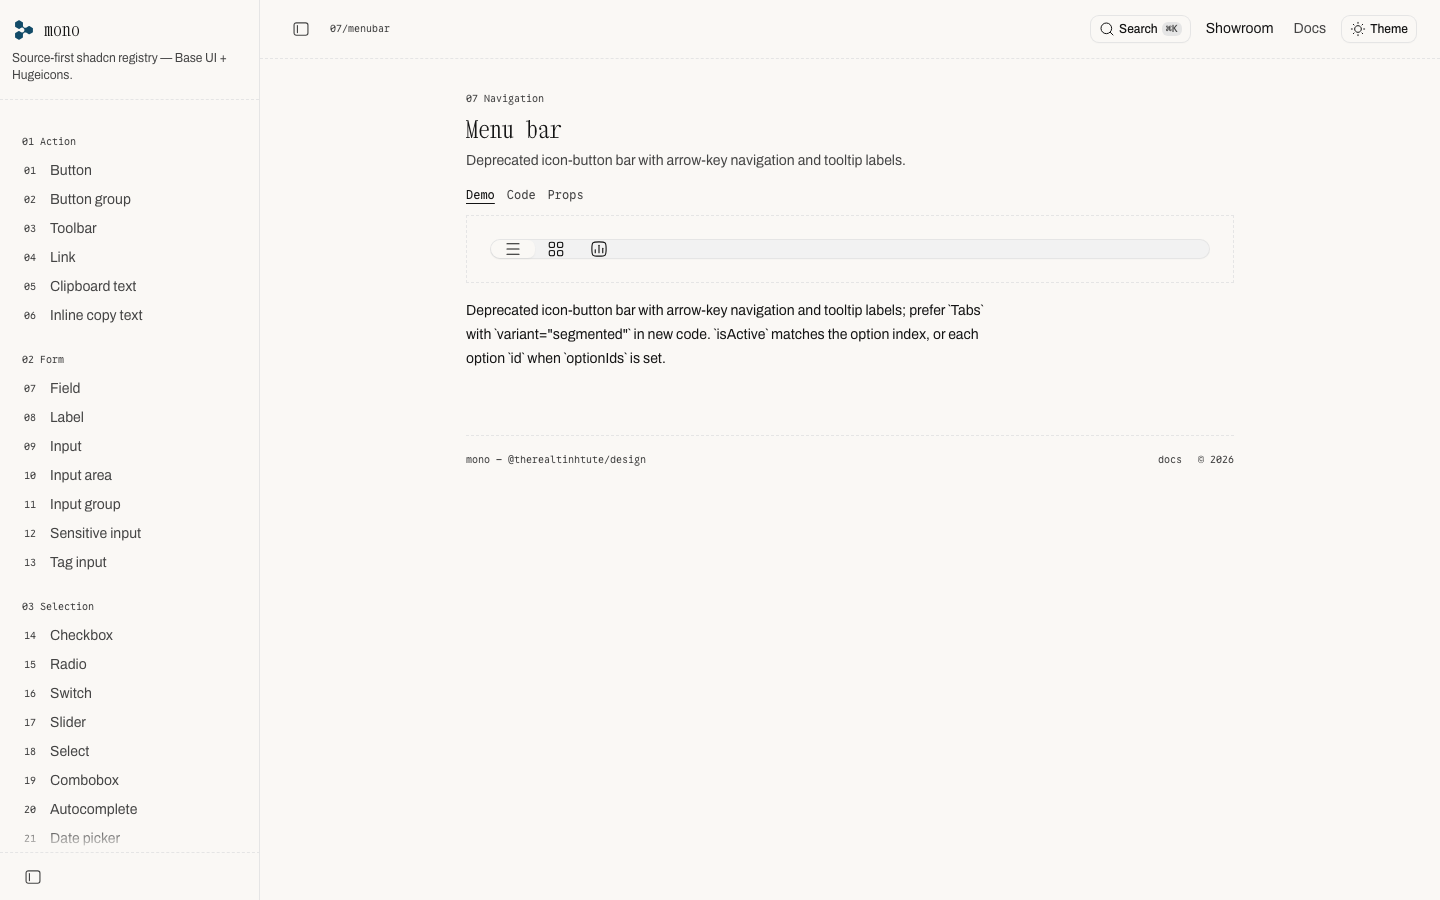 mono
Source-first shadcn registry — Base UI +
Hugeicons.
01 Action
01 Button
02 Button group
03 Toolbar
04 Link
05 Clipboard text
06 Inline copy text
02 Form
07 Field
08 Label
09 Input
10 Input area
11 Input group
12 Sensitive input
13 Tag input
03 Selection
14 Checkbox
15 Radio
16 Switch
17 Slider
18 Select
19 Combobox
20 Autocomplete
21 Date picker
07/menubar
Search ⌘K
Showroom
Docs
Theme
07 Navigation
Menu bar
Deprecated icon-button bar with arrow-key navigation and tooltip labels.
Demo Code Props
Deprecated icon-button bar with arrow-key navigation and tooltip labels; prefer `Tabs`
with `variant="segmented"` in new code. `isActive` matches the option index, or each
option `id` when `optionIds` is set.
mono — @therealtinhtute/design
docs © 2026